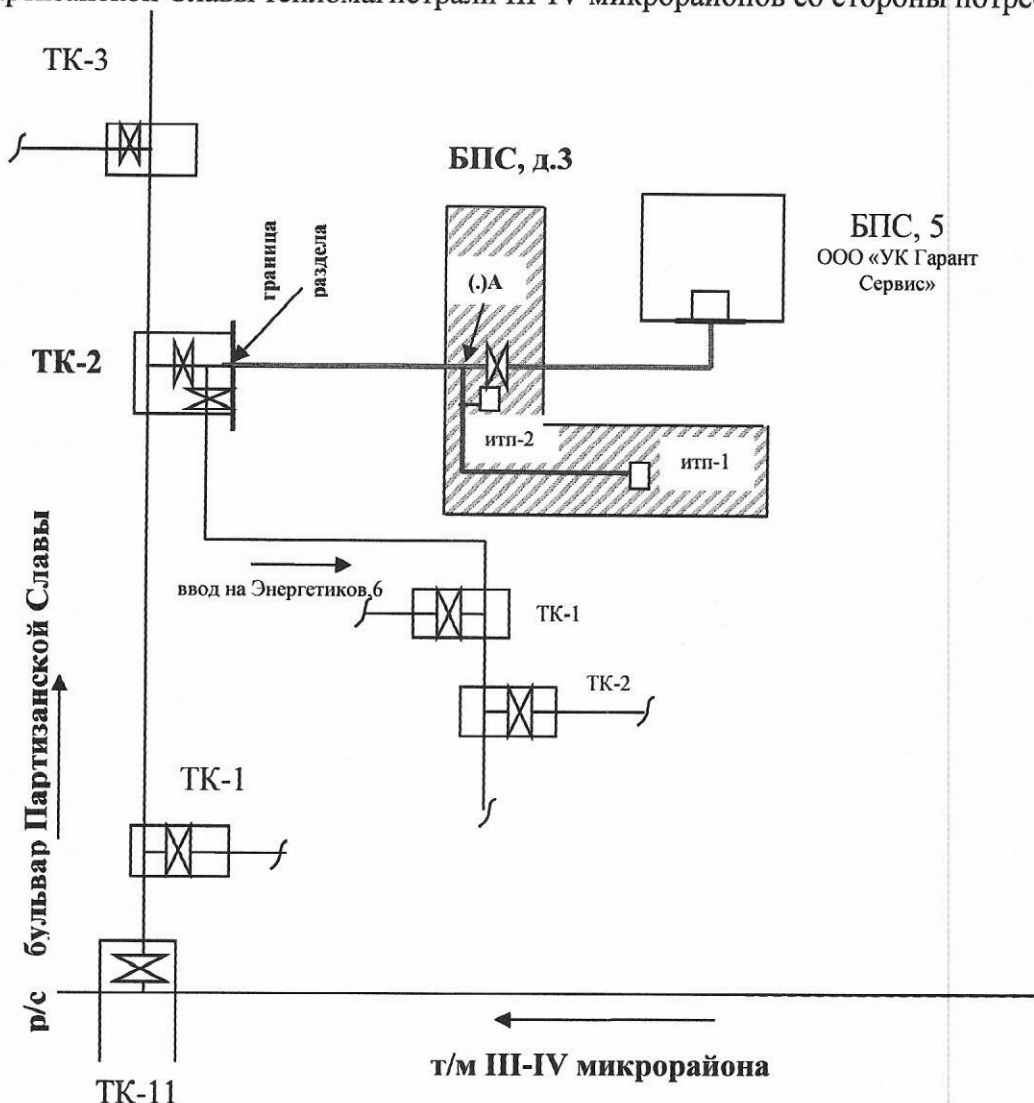 Славы тепломагистрали III-IV микрорайонов со стороны
ТК-3
БПС, д.3
БПС, 5
ООО «УК Гарант
Сервис»
граница
раздела
(.)А
ТК-2
итп-2
итп-1
ввод на Энергетиков,6
ТК-1
ТК-2
ТК-1
р/с бульвар Партизанской Славы
т/м III-IV микрорайона
ТК-11